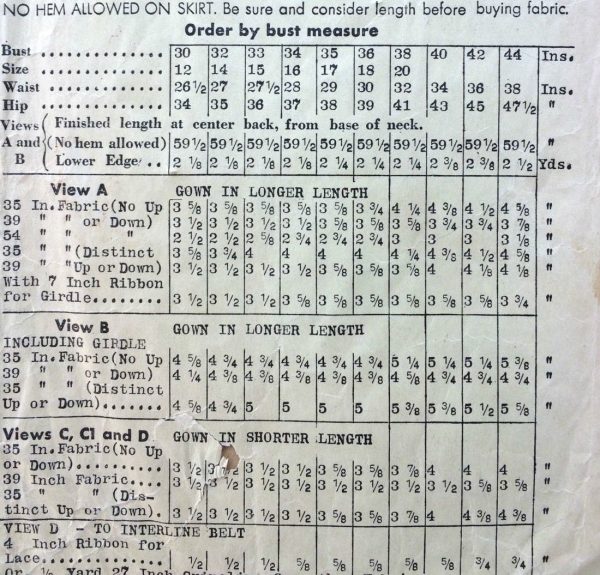 NO HEM ALLOWED ON SKIRT. Be sure and consider length before buying fabric.
Order by bust measure
Bust 30 32 33 34 35 36 38 40 42 44 Ins.
Size 12 14 15 16 17 18 20
Waist 26 1/2 27 27 1/2 28 29 30 32 34 36 38 Ins.
Hip 34 35 36 37 38 39 41 43 45 47 1/2 "
Views Finished length at center back, from base of neck.
A and (No hem allowed) 59 1/2 59 1/2 59 1/2 59 1/2 59 1/2 59 1/2 59 1/2 59 1/2 59 1/2 59 1/2 "
B Lower Edge .. 2 1/8 2 1/8 2 1/8 2 1/8 2 1/4 2 1/4 2 1/4 2 3/8 2 3/8 2 1/2 Yds.
View A GOWN IN LONGER LENGTH
35 In. Fabric (No Up 3 5/8 3 5/8 3 5/8 3 5/8 3 5/8 3 3/4 4 1/4 4 3/8 4 1/2 4 5/8 "
39 " " or Down) 3 1/2 3 1/2 3 1/2 3 1/2 3 5/8 3 5/8 3 5/8 3 3/4 3 3/4 3 7/8 "
54 " " " 2 1/2 2 1/2 2 5/8 2 3/4 2 3/4 2 3/4 3 3 3 3 1/8 "
35 " " (Distinct 3 5/8 3 3/4 4 4 4 4 4 1/4 4 3/8 4 1/2 4 5/8 "
39 " "Up or Down) 3 1/2 3 1/2 3 1/2 3 1/2 3 5/8 3 5/8 3 5/8 4 4 1/8 4 1/8 "
With 7 Inch Ribbon
for Girdle........ 3 1/2 3 1/2 3 1/2 3 5/8 3 5/8 3 5/8 3 5/8 3 5/8 3 5/8 3 3/4 "
View B GOWN IN LONGER LENGTH
INCLUDING GIRDLE
35 In. Fabric (No Up 4 5/8 4 3/4 4 3/4 4 3/4 4 3/4 4 3/4 5 1/4 5 1/4 5 1/4 5 3/8 "
39 " " or Down) 4 1/4 4 3/8 4 3/8 4 3/8 4 3/8 4 3/8 4 3/8 4 3/4 4 3/4 4 3/4 "
35 " " (Distinct
Up or Down)....... 4 5/8 4 3/4 5 5 5 5 5 3/8 5 3/8 5 1/2 5 5/8 "
Views C, C1 and D GOWN IN SHORTER LENGTH
35 In. Fabric (No Up
or Down).......... 3 1/2 3 1/2 3 1/2 3 5/8 3 5/8 3 7/8 4 4 4 "
39 Inch Fabric 3 1/2 3 1/2 3 1/2 3 1/2 3 1/2 3 1/2 3 1/2 3 1/2 3 5/8 3 5/8 "
35 " " (Dis-
tinct Up or Down). 3 1/2 3 1/2 3 1/2 3 1/2 3 5/8 3 5/8 3 7/8 4 4 3/8 4 3/8 "
VIEW D - TO INTERLINE BELT
4 Inch Ribbon for
Lace.............. 1/2 1/2 1/2 5/8 5/8 5/8 5/8 5/8 3/4 3/4 "
Or 1/2 Yard 27 Inch